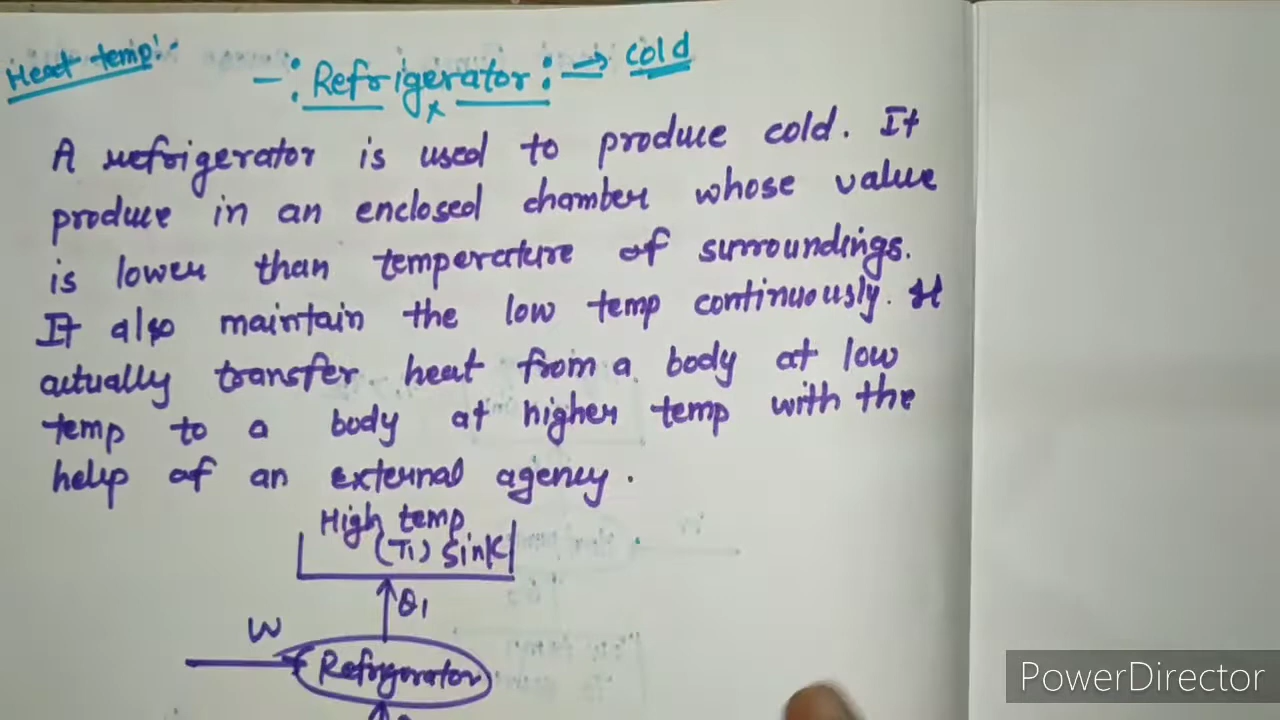 Heat temp:-
-: Refrigerator :- → cold
A refrigerator is used to produce cold. It
produce in an enclosed chamber whose value
is lower than temperature of surroundings.
It also maintain the low temp continuously. It
actually transfer heat from a body at low
temp to a body at higher temp with the
help of an external agency.
High temp
(T1) Sink
Q1
W
Refrigerator
PowerDirector